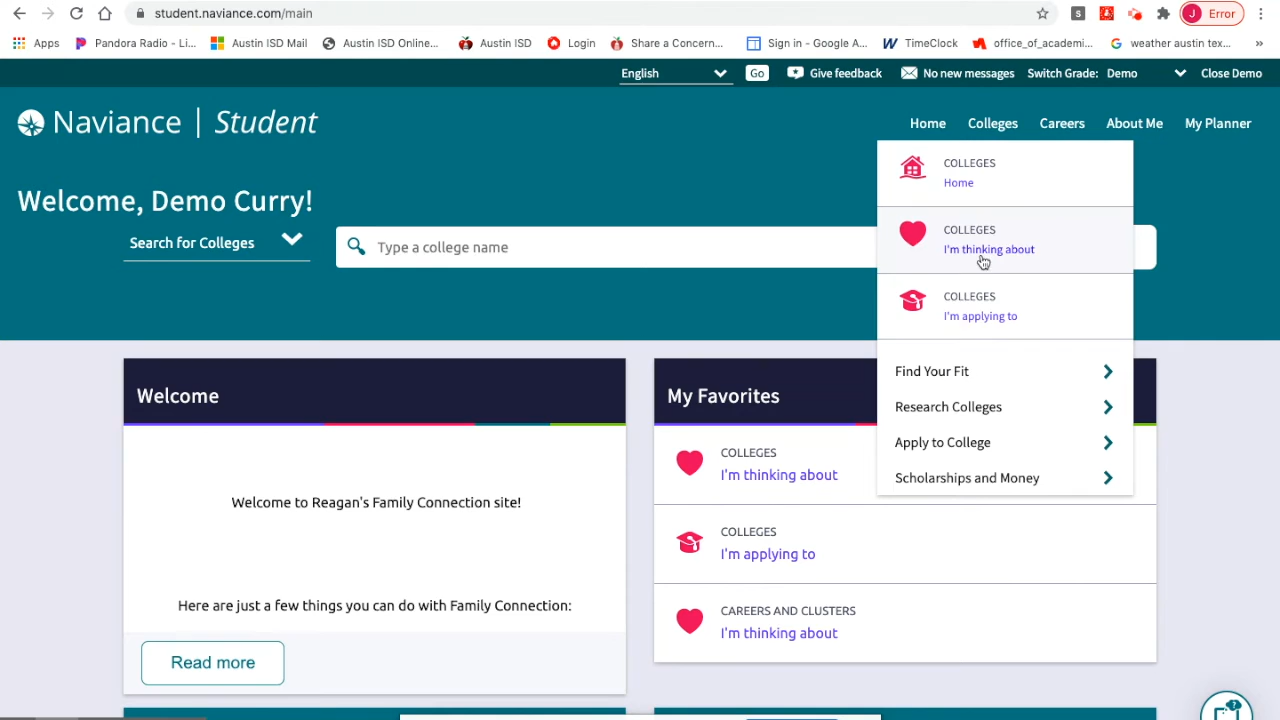 student.naviance.com/main
J Error
Apps Pandora Radio - Li... Austin ISD Mail Austin ISD Online... Austin ISD Login Share a Concern... Sign in - Google A... TimeClock office_of_academi... weather austin tex... »
English Go Give feedback No new messages Switch Grade: Demo Close Demo
Naviance | Student
Home Colleges Careers About Me My Planner
COLLEGES
Home
COLLEGES
I'm thinking about
COLLEGES
I'm applying to
Find Your Fit
Research Colleges
Apply to College
Scholarships and Money
Welcome, Demo Curry!
Search for Colleges
Type a college name
Welcome
Welcome to Reagan's Family Connection site!
Here are just a few things you can do with Family Connection:
Read more
My Favorites
COLLEGES
I'm thinking about
COLLEGES
I'm applying to
CAREERS AND CLUSTERS
I'm thinking about